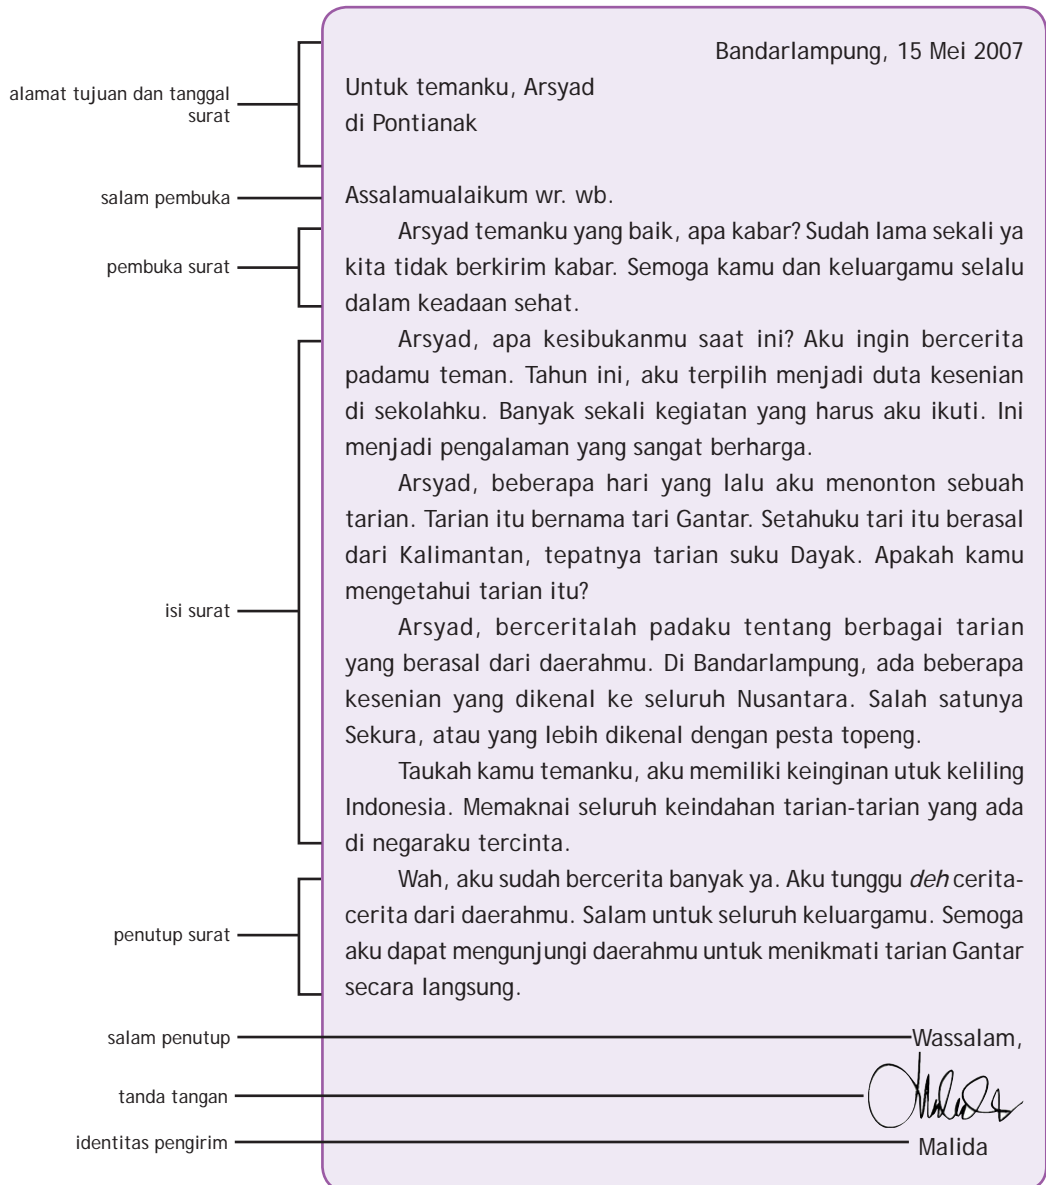 Bandarlampung, 15 Mei 2007
alamat tujuan dan tanggal
surat
Untuk temanku, Arsyad
di Pontianak
salam pembuka
Assalamualaikum wr. wb.
pembuka surat
Arsyad temanku yang baik, apa kabar? Sudah lama sekali ya
kita tidak berkirim kabar. Semoga kamu dan keluargamu selalu
dalam keadaan sehat.
isi surat
Arsyad, apa kesibukanmu saat ini? Aku ingin bercerita
padamu teman. Tahun ini, aku terpilih menjadi duta kesenian
di sekolahku. Banyak sekali kegiatan yang harus aku ikuti. Ini
menjadi pengalaman yang sangat berharga.
Arsyad, beberapa hari yang lalu aku menonton sebuah
tarian. Tarian itu bernama tari Gantar. Setahuku tari itu berasal
dari Kalimantan, tepatnya tarian suku Dayak. Apakah kamu
mengetahui tarian itu?
Arsyad, berceritalah padaku tentang berbagai tarian
yang berasal dari daerahmu. Di Bandarlampung, ada beberapa
kesenian yang dikenal ke seluruh Nusantara. Salah satunya
Sekura, atau yang lebih dikenal dengan pesta topeng.
Taukah kamu temanku, aku memiliki keinginan utuk keliling
Indonesia. Memaknai seluruh keindahan tarian-tarian yang ada
di negaraku tercinta.
penutup surat
Wah, aku sudah bercerita banyak ya. Aku tunggu deh cerita-
cerita dari daerahmu. Salam untuk seluruh keluargamu. Semoga
aku dapat mengunjungi daerahmu untuk menikmati tarian Gantar
secara langsung.
salam penutup
Wassalam,
tanda tangan
identitas pengirim
Malida